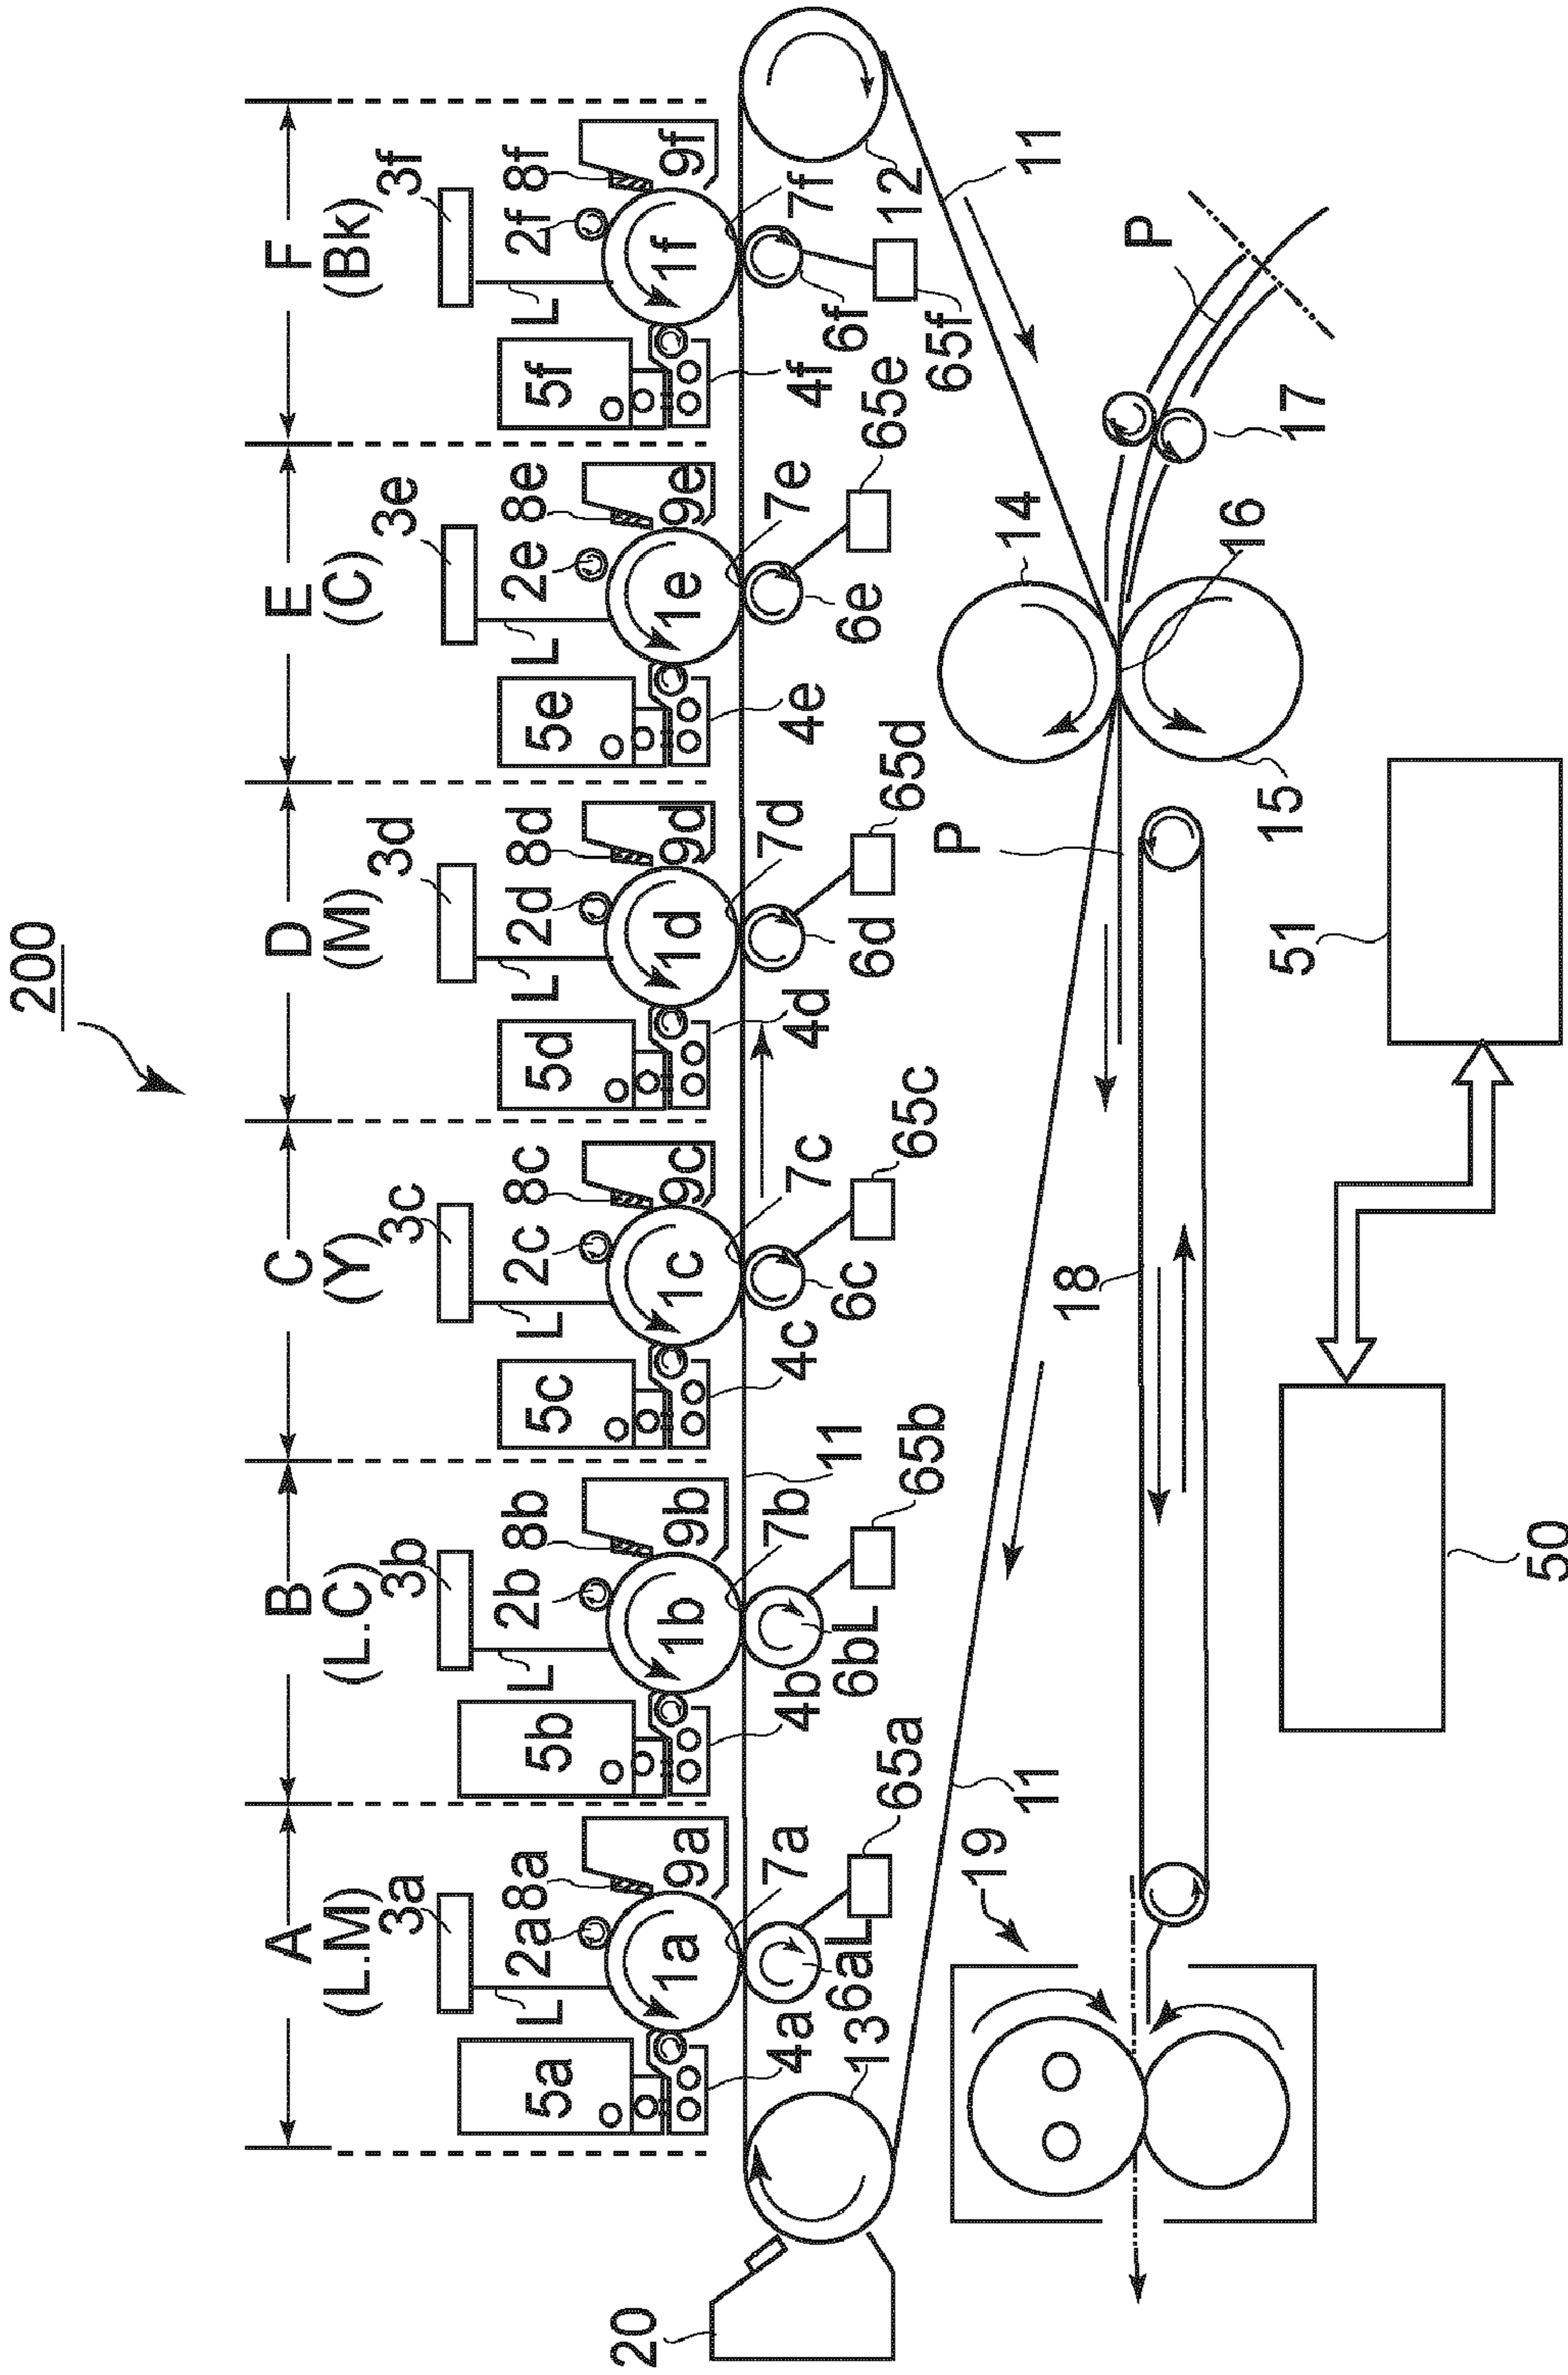 200
A
B
C
D
E
F
(L.M)
(L.C)
(Y)
(M)
(C)
(Bk)
3a
3b
3c
3d
3e
3f
5a
L
2a
8a
5b
L
2b
8b
5c
L
2c
8c
5d
L
2d
8d
5e
L
2e
8e
5f
L
2f
8f
1a
9a
1b
9b
1c
9c
1d
9d
1e
9e
1f
9f
20
13
4a
6aL
7a
65a
4b
6bL
7b
65b
11
4c
6c
7c
65c
4d
6d
7d
65d
4e
6e
7e
65e
4f
6f
7f
65f
12
11
11
19
18
P
14
P
16
17
15
50
51